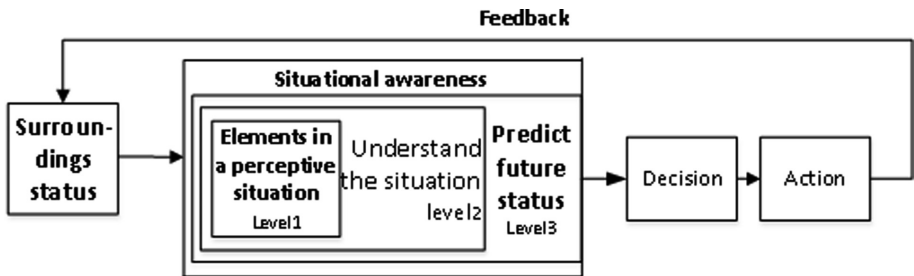 Feedback
Situational awareness
Surroun-
dings
status
Elements in
a perceptive
situation
Level1
Understand
the situation
level2
Predict
future
status
Level3
Decision
Action